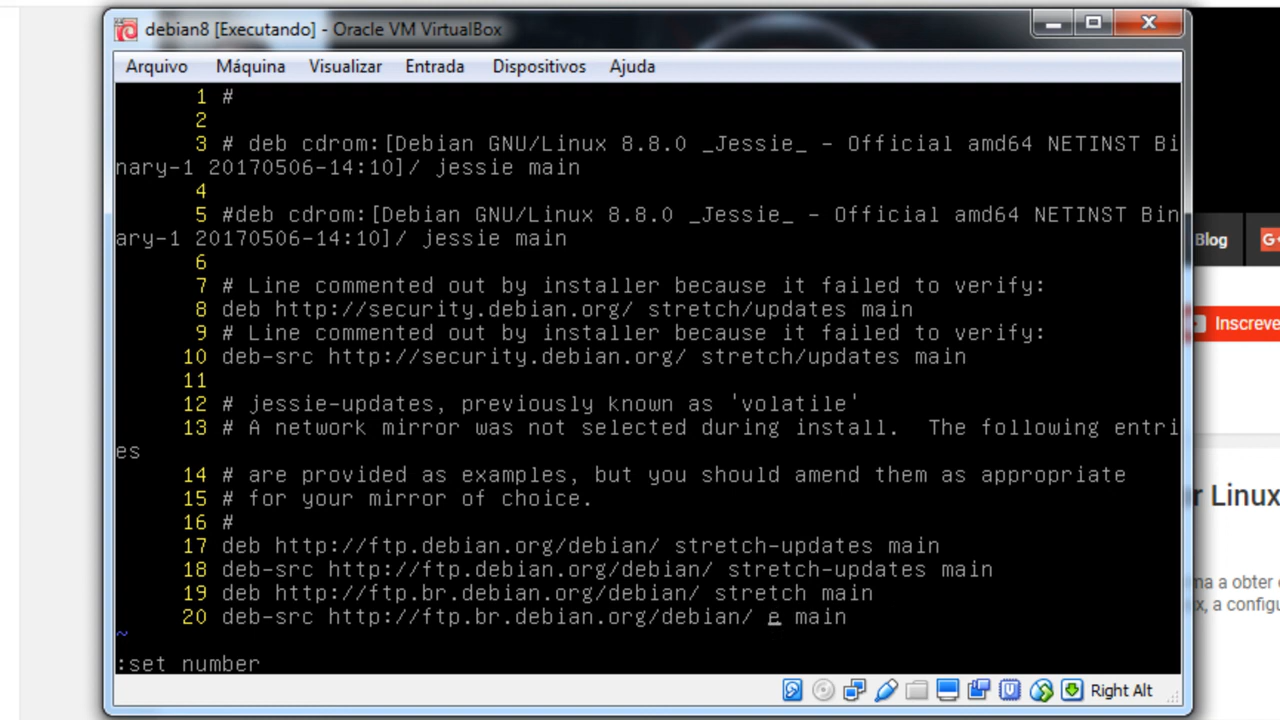 debian8 [Executando] - Oracle VM VirtualBox
Arquivo Máquina Visualizar Entrada Dispositivos Ajuda
1 #
2
3 # deb cdrom:[Debian GNU/Linux 8.8.0 _Jessie_ - Official amd64 NETINST Bi
nary-1 20170506-14:10]/ jessie main
4
5 #deb cdrom:[Debian GNU/Linux 8.8.0 _Jessie_ - Official amd64 NETINST Bin
ary-1 20170506-14:10]/ jessie main
6
7 # Line commented out by installer because it failed to verify:
8 deb http://security.debian.org/ stretch/updates main
9 # Line commented out by installer because it failed to verify:
10 deb-src http://security.debian.org/ stretch/updates main
11
12 # jessie-updates, previously known as 'volatile'
13 # A network mirror was not selected during install.  The following entri
es
14 # are provided as examples, but you should amend them as appropriate
15 # for your mirror of choice.
16 #
17 deb http://ftp.debian.org/debian/ stretch-updates main
18 deb-src http://ftp.debian.org/debian/ stretch-updates main
19 deb http://ftp.br.debian.org/debian/ stretch main
20 deb-src http://ftp.br.debian.org/debian/ e main
~
:set number
Right Alt
Blog
G+
Inscreve
r Linux
ma a obter
x, a configu